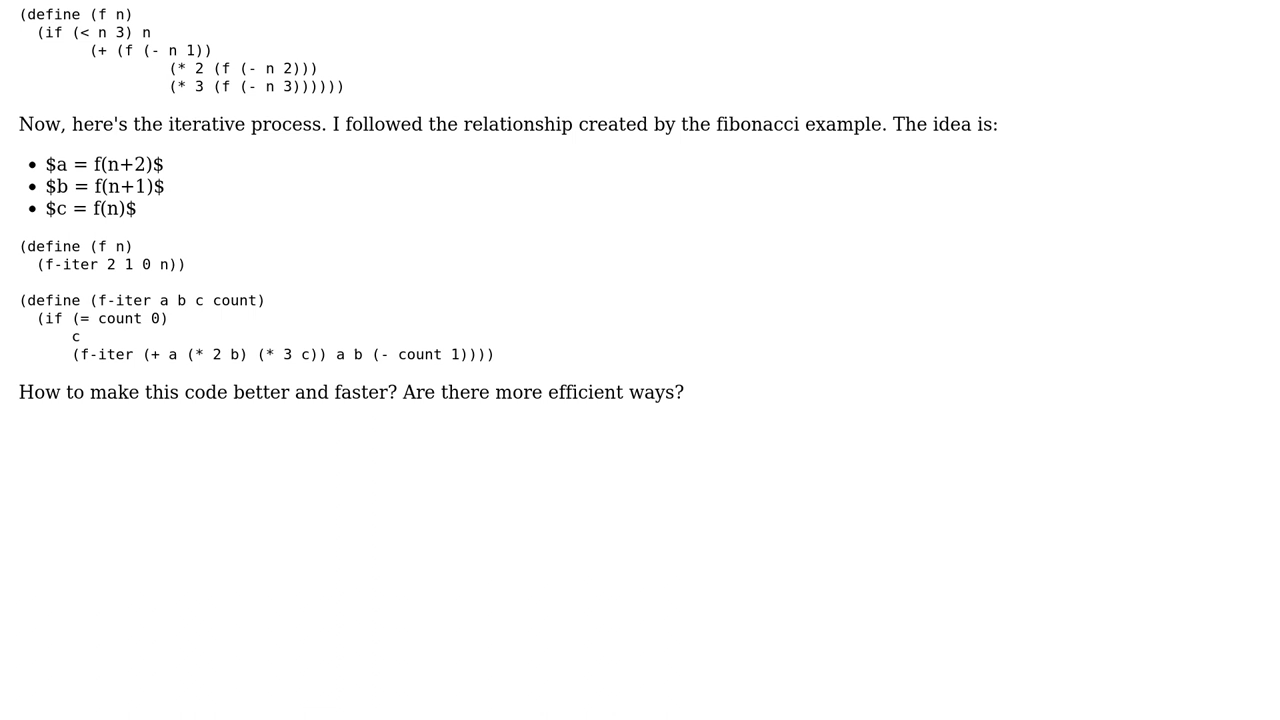 (define (f n)
  (if (< n 3) n
        (+ (f (- n 1))
                 (* 2 (f (- n 2)))
                 (* 3 (f (- n 3))))))
Now, here's the iterative process. I followed the relationship created by the fibonacci example. The idea is:
• $a = f(n+2)$
• $b = f(n+1)$
• $c = f(n)$
(define (f n)
  (f-iter 2 1 0 n))
(define (f-iter a b c count)
  (if (= count 0)
      c
      (f-iter (+ a (* 2 b) (* 3 c)) a b (- count 1))))
How to make this code better and faster? Are there more efficient ways?